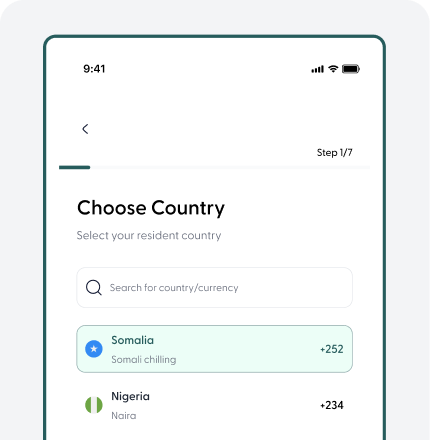 9:41
Step 1/7
Choose Country
Select your resident country
Search for country/currency
Somalia
+252
Somali chilling
Nigeria
+234
Naira